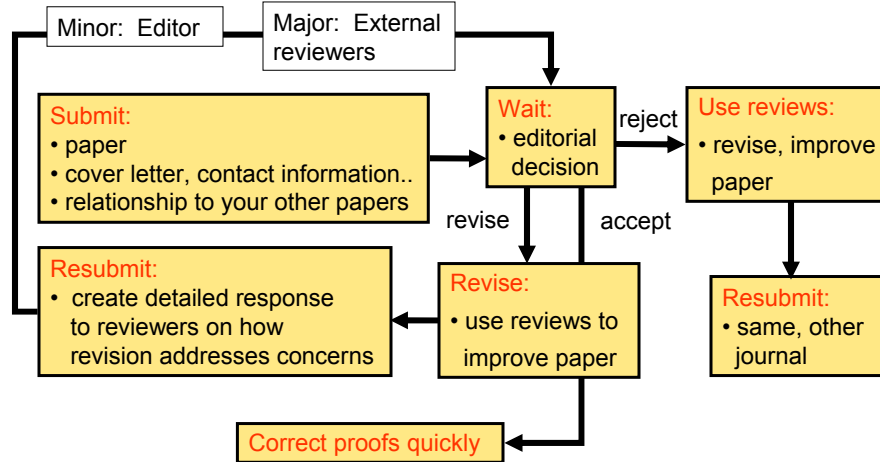 Minor: Editor
Major: External
reviewers
Submit:
• paper
• cover letter, contact information..
• relationship to your other papers
Wait:
• editorial
decision
reject
Use reviews:
• revise, improve
paper
revise
accept
Resubmit:
• create detailed response
to reviewers on how
revision addresses concerns
Revise:
• use reviews to
improve paper
Resubmit:
• same, other
journal
Correct proofs quickly